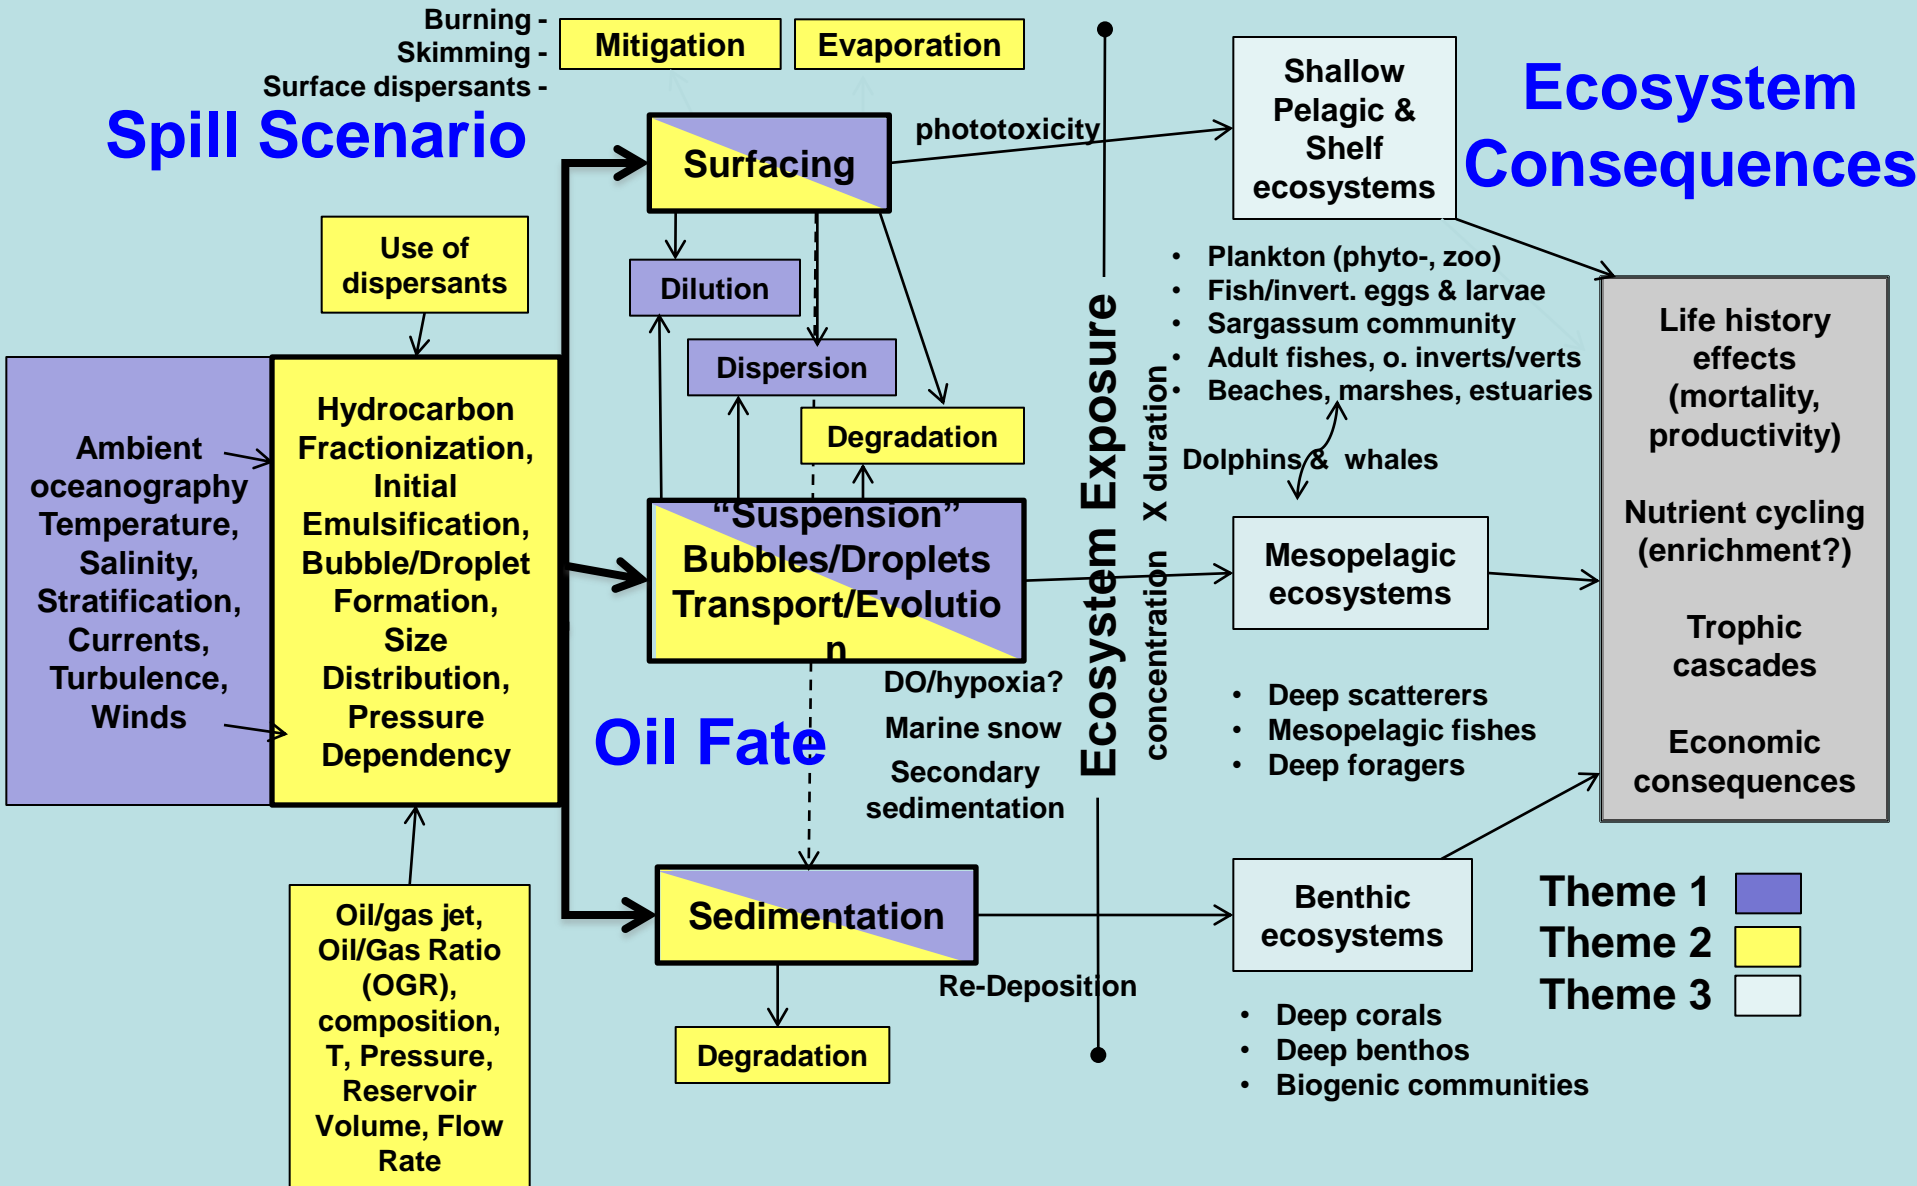 Burning -
Skimming -
Surface dispersants -
Mitigation
Evaporation
Spill Scenario
Surfacing
phototoxicity
Shallow
Pelagic &
Shelf
ecosystems
Ecosystem
Consequences
Use of
dispersants
Dilution
Dispersion
Degradation
Ambient
oceanography
Temperature,
Salinity,
Stratification,
Currents,
Turbulence,
Winds
Hydrocarbon
Fractionization,
Initial
Emulsification,
Bubble/Droplet
Formation,
Size
Distribution,
Pressure
Dependency
“Suspension”
Bubbles/Droplets
Transport/Evolutio
n
Oil Fate
DO/hypoxia?
Marine snow
Secondary
sedimentation
Ecosystem Exposure
concentration X duration
• Plankton (phyto-, zoo)
• Fish/invert. eggs & larvae
• Sargassum community
• Adult fishes, o. inverts/verts
• Beaches, marshes, estuaries
Dolphins & whales
Mesopelagic
ecosystems
• Deep scatterers
• Mesopelagic fishes
• Deep foragers
Life history
effects
(mortality,
productivity)
Nutrient cycling
(enrichment?)
Trophic
cascades
Economic
consequences
Oil/gas jet,
Oil/Gas Ratio
(OGR),
composition,
T, Pressure,
Reservoir
Volume, Flow
Rate
Sedimentation
Re-Deposition
Degradation
Benthic
ecosystems
• Deep corals
• Deep benthos
• Biogenic communities
Theme 1
Theme 2
Theme 3